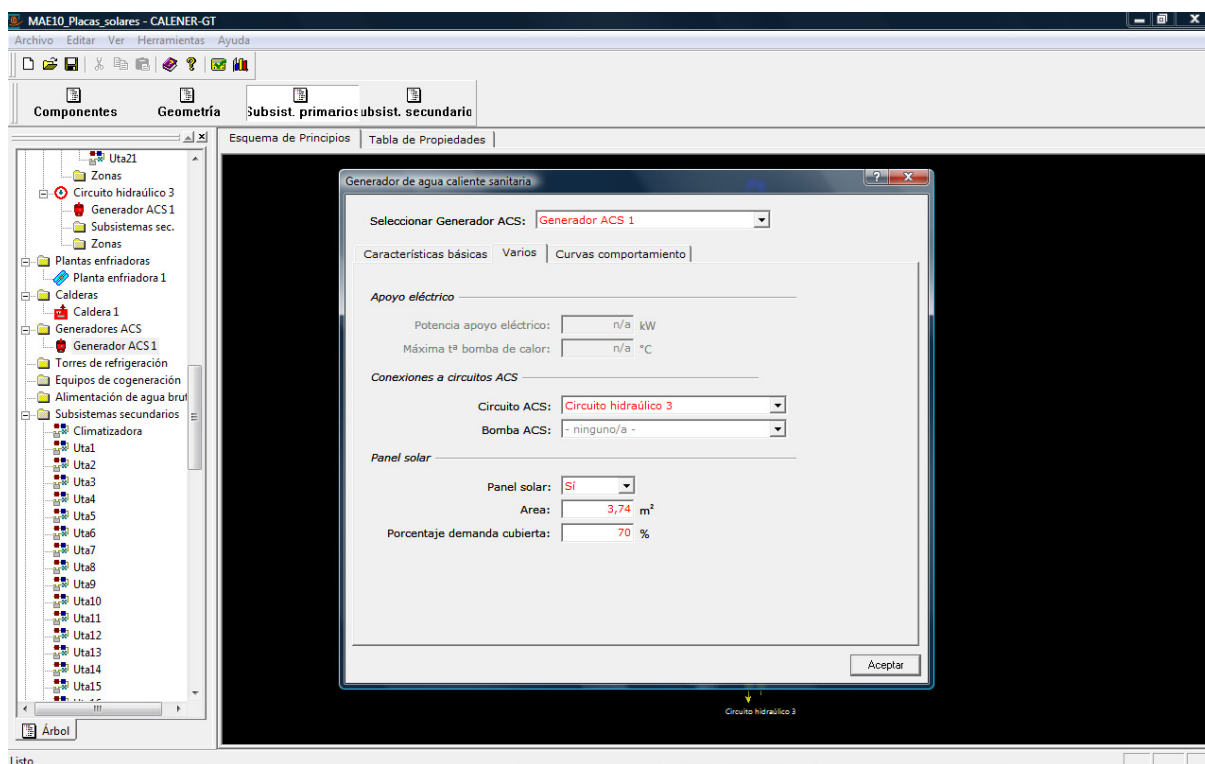 MAE10_Placas_solares - CALENER-GT
Archivo Editar Ver Herramientas Ayuda
Componentes Geometría Subsist. primarios ubsist. secundario
Esquema de Principios Tabla de Propiedades
Uta21
Zonas
Circuito hidraúlico 3
Generador ACS1
Subsistemas sec.
Zonas
Plantas enfriadoras
Planta enfriadora 1
Calderas
Caldera 1
Generadores ACS
Generador ACS1
Torres de refrigeración
Equipos de cogeneración
Alimentación de agua brut
Subsistemas secundarios
Climatizadora
Uta1
Uta2
Uta3
Uta4
Uta5
Uta6
Uta7
Uta8
Uta9
Uta10
Uta11
Uta12
Uta13
Uta14
Uta15
Árbol
Listo
Generador de agua caliente sanitaria
Seleccionar Generador ACS: Generador ACS 1
Características básicas Varios Curvas comportamiento
Apoyo eléctrico
Potencia apoyo eléctrico: n/a kW
Máxima tª bomba de calor: n/a °C
Conexiones a circuitos ACS
Circuito ACS: Circuito hidraúlico 3
Bomba ACS: - ninguno/a -
Panel solar
Panel solar: Sí
Area: 3,74 m²
Porcentaje demanda cubierta: 70 %
Aceptar
Circuito hidraúlico 3